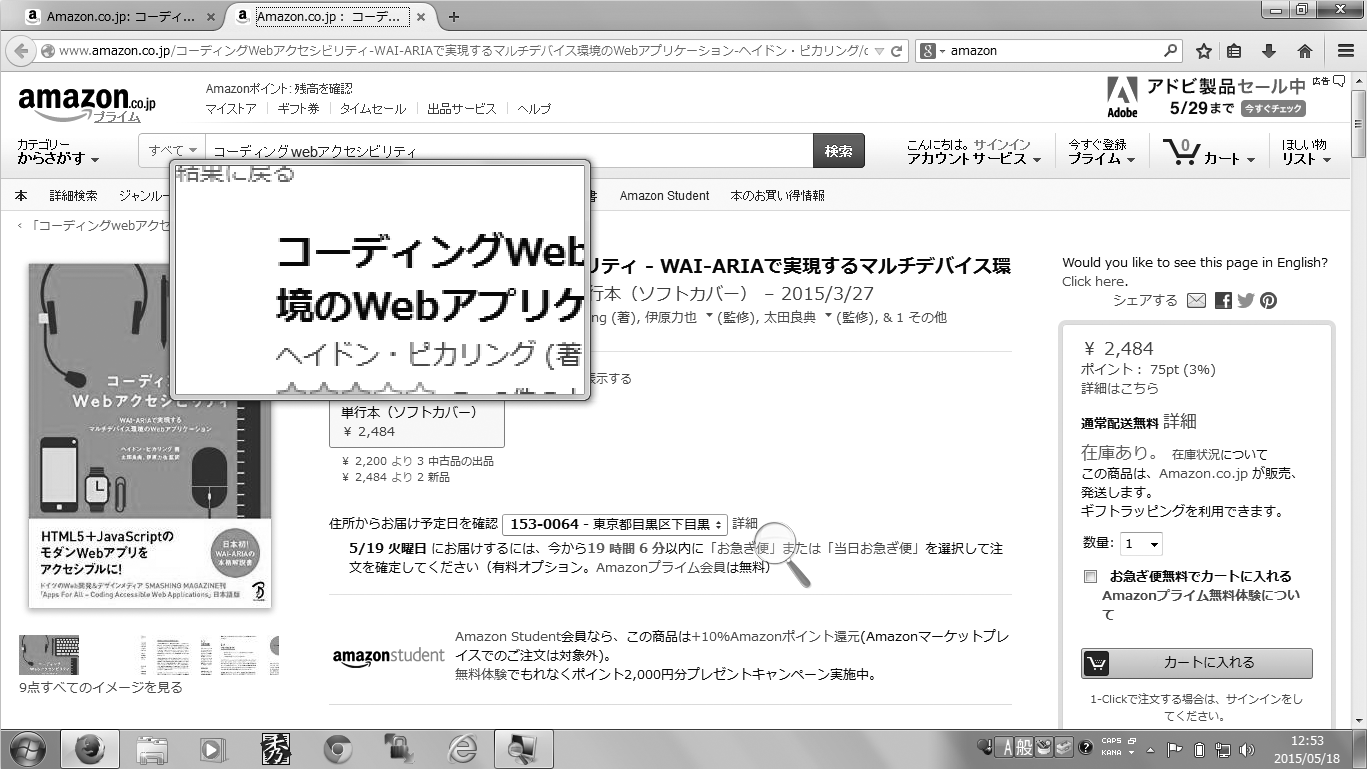 Amazon.co.jp: コーディ...
Amazon.co.jp： コーデ...
www.amazon.co.jp/コーディングWebアクセシビリティ-WAI-ARIAで実現するマルチデバイス環境のWebアプリケーション-ヘイドン・ピカリング/
amazon
amazon.co.jp
プライム
Amazonポイント: 残高を確認
マイストア
ギフト券
タイムセール
出品サービス
ヘルプ
Adobe
アドビ製品セール中
5/29まで
今すぐチェック
広告
カテゴリー
からさがす
すべて
コーディングwebアクセシビリティ
検索
こんにちは。 サインイン
アカウントサービス
今すぐ登録
プライム
0
カート
ほしい物
リスト
本
詳細検索
ジャンル
書
Amazon Student
本のお買い得情報
‹ 「コーディングwebアクセ
結果に戻る
コーディングWeb
境のWebアプリケ
ヘイドン・ピカリング (著
リティ - WAI-ARIAで実現するマルチデバイス環
行本（ソフトカバー） – 2015/3/27
ng (著), 伊原力也 (監修), 太田良典 (監修), & 1 その他
表示する
単行本（ソフトカバー）
￥ 2,484
￥ 2,200 より 3 中古品の出品
￥ 2,484 より 2 新品
住所からお届け予定日を確認 153-0064 - 東京都目黒区下目黒 詳細
5/19 火曜日 にお届けするには、今から19 時間 6 分以内に「お急ぎ便」または「当日お急ぎ便」を選択して注
文を確定してください（有料オプション。Amazonプライム会員は無料）
amazonstudent
Amazon Student会員なら、この商品は+10%Amazonポイント還元(Amazonマーケットプレ
イスでのご注文は対象外)。
無料体験でもれなくポイント2,000円分プレゼントキャンペーン実施中。
コーディング
Webアクセシビリティ
WAI-ARIAで実現する
マルチデバイス環境のWebアプリケーション
ヘイドン・ピカリング 著
太田良典、伊原力也 監訳
HTML5＋JavaScriptの
モダンWebアプリを
アクセシブルに!
日本初!
WAI-ARIAの
本格解説書
ドイツのWeb開発&デザインメディア SMASHING MAGAZINE刊
「Apps For All – Coding Accessible Web Applications」日本語版
9点すべてのイメージを見る
Would you like to see this page in English?
Click here.
シェアする
￥ 2,484
ポイント： 75pt (3%)
詳細はこちら
通常配送無料 詳細
在庫あり。 在庫状況について
この商品は、Amazon.co.jp が販売、
発送します。
ギフトラッピングを利用できます。
数量: 1
お急ぎ便無料でカートに入れる
Amazonプライム無料体験につい
て
カートに入れる
1-Clickで注文する場合は、サインインをし
てください。
秀
A 般
CAPS
KANA
12:53
2015/05/18